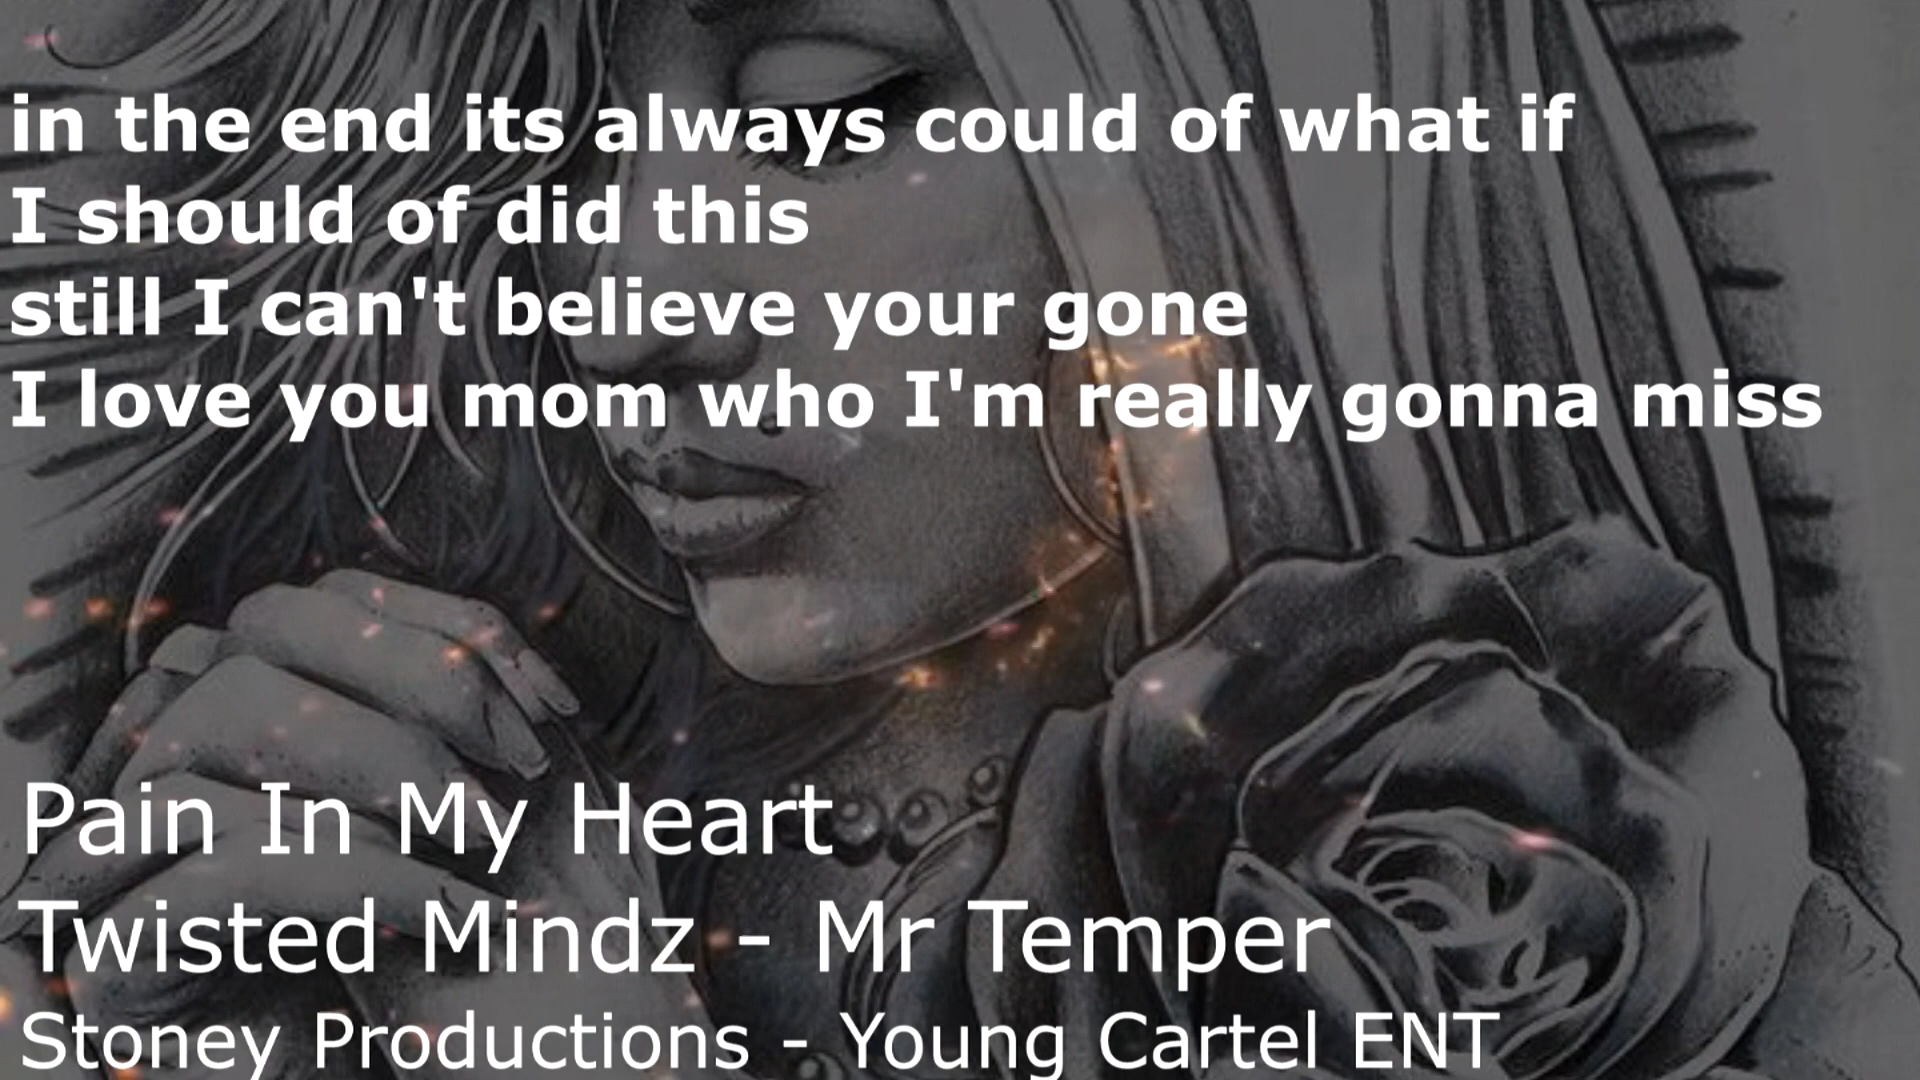 in the end its always could of what if
I should of did this
still I can't believe your gone
I love you mom who I'm really gonna miss
Pain In My Heart
Twisted Mindz - Mr Temper
Stoney Productions - Young Cartel ENT